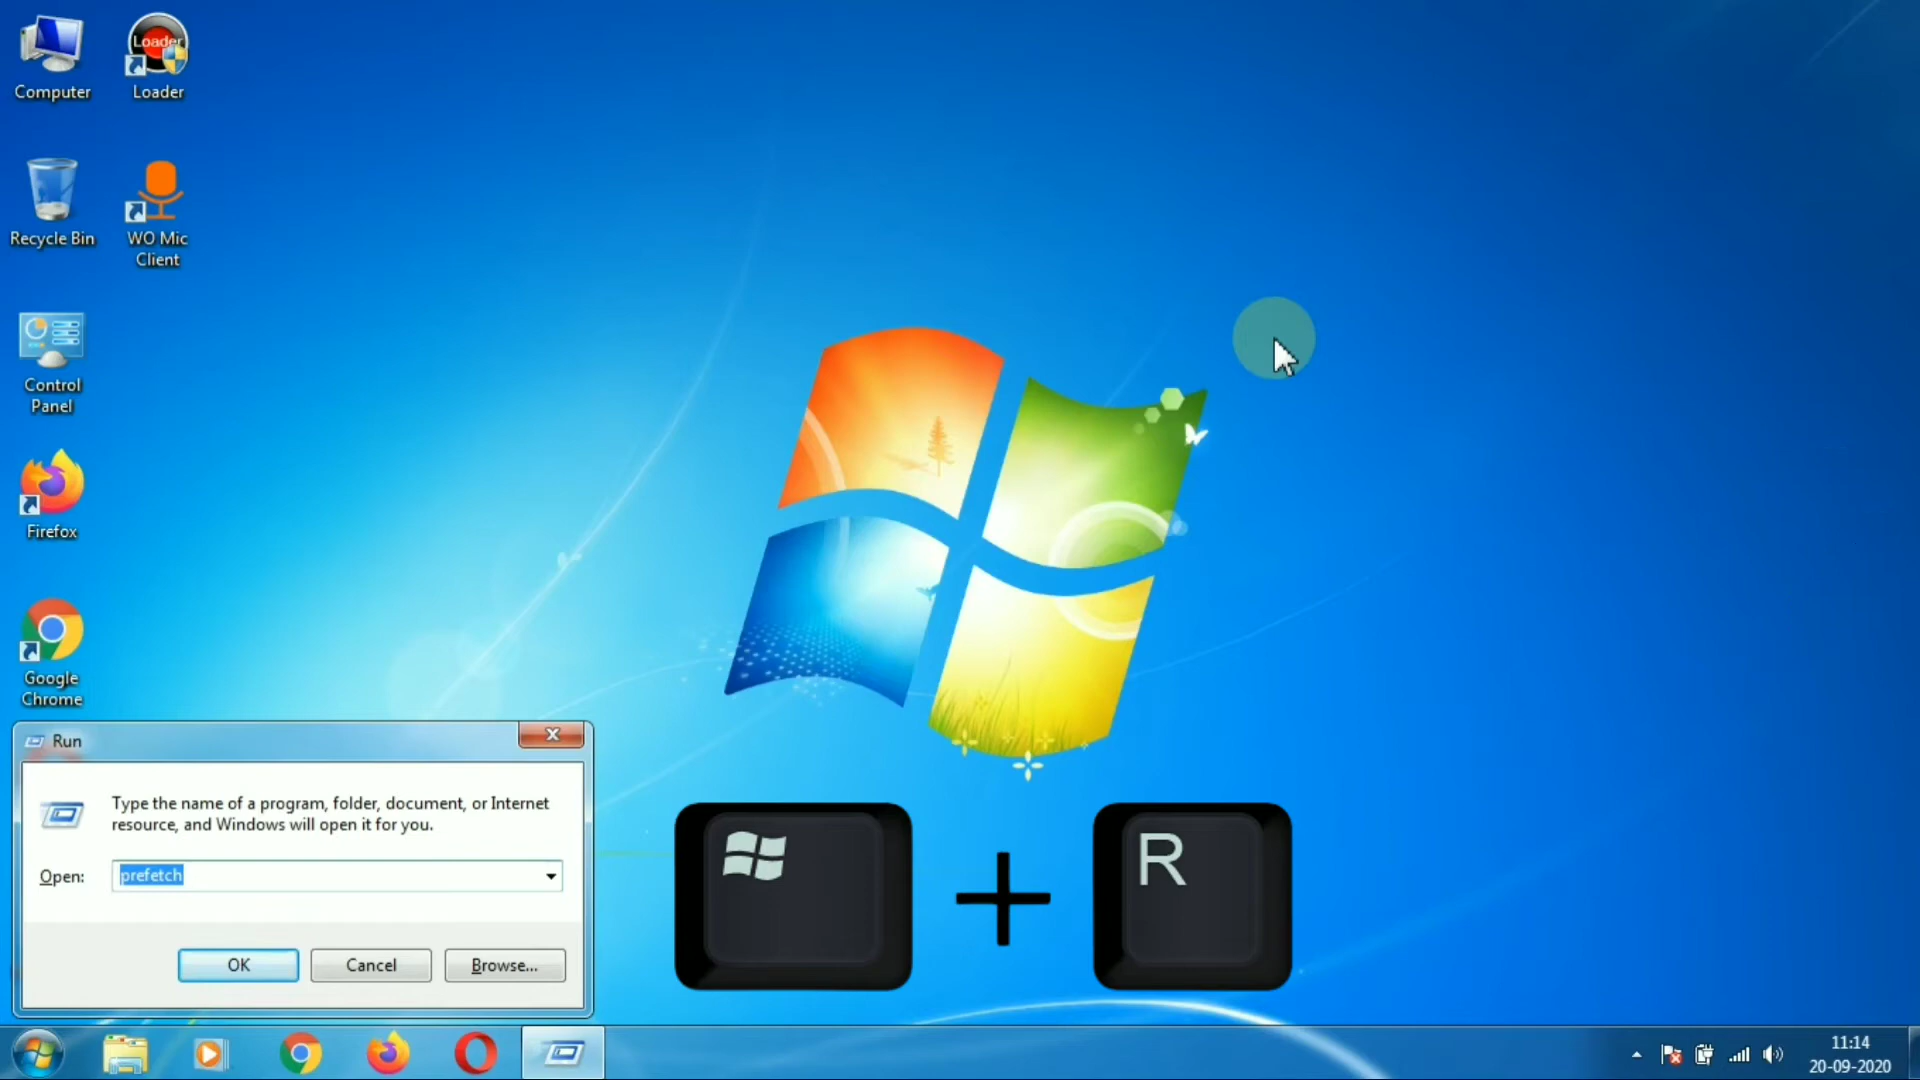 Computer
Loader
Loader
Recycle Bin
WO Mic
Client
Control
Panel
Firefox
Google
Chrome
Run
Type the name of a program, folder, document, or Internet
resource, and Windows will open it for you.
Open:
prefetch
OK
Cancel
Browse...
R
11:14
20-09-2020